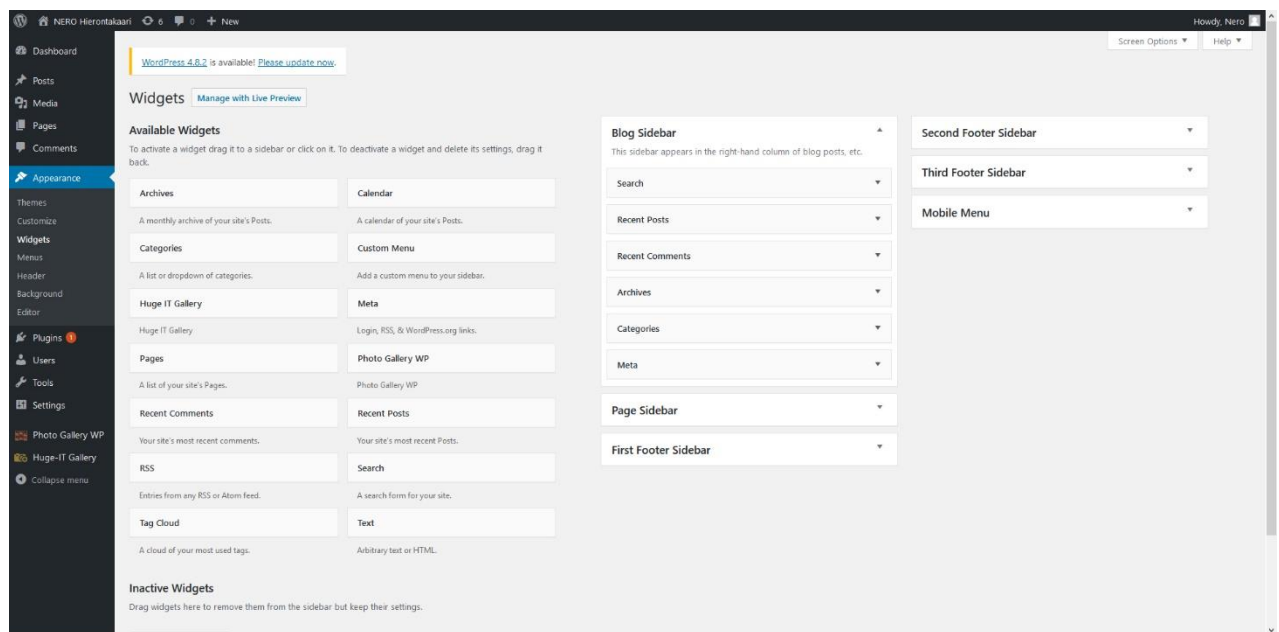 NERO Hierontakaari 6 0 + New
Howdy, Nero
Screen Options ▼ Help ▼
Dashboard
Posts
Media
Pages
Comments
Appearance
Themes
Customize
Widgets
Menus
Header
Background
Editor
Plugins 1
Users
Tools
Settings
Photo Gallery WP
Huge-IT Gallery
Collapse menu
WordPress 4.8.2 is available! Please update now.
Widgets Manage with Live Preview
Available Widgets
To activate a widget drag it to a sidebar or click on it. To deactivate a widget and delete its settings, drag it
back.
Archives Calendar
A monthly archive of your site's Posts. A calendar of your site's Posts.
Categories Custom Menu
A list or dropdown of categories. Add a custom menu to your sidebar.
Huge IT Gallery Meta
Huge IT Gallery Login, RSS, & WordPress.org links.
Pages Photo Gallery WP
A list of your site's Pages. Photo Gallery WP
Recent Comments Recent Posts
Your site's most recent comments. Your site's most recent Posts.
RSS Search
Entries from any RSS or Atom feed. A search form for your site.
Tag Cloud Text
A cloud of your most used tags. Arbitrary text or HTML.
Inactive Widgets
Drag widgets here to remove them from the sidebar but keep their settings.
Blog Sidebar
This sidebar appears in the right-hand column of blog posts, etc.
Search
Recent Posts
Recent Comments
Archives
Categories
Meta
Page Sidebar
First Footer Sidebar
Second Footer Sidebar
Third Footer Sidebar
Mobile Menu